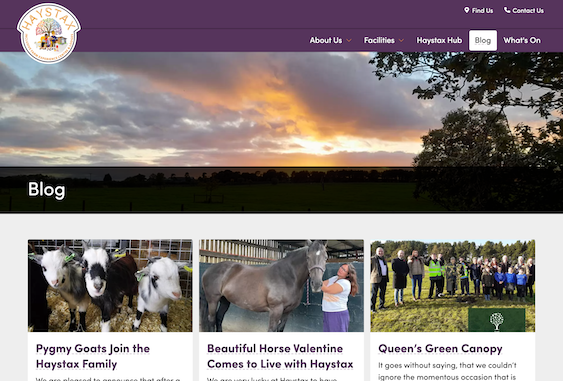 HAYSTAX
Find Us
Contact Us
About Us
Facilities
Haystax Hub
Blog
What's On
Blog
Pygmy Goats Join the
Haystax Family
We are pleased to announce that after a
Beautiful Horse Valentine
Comes to Live with Haystax
We are very lucky at Haystax to have
Queen's Green Canopy
It goes without saying, that we couldn't
ignore the momentous occasion that is